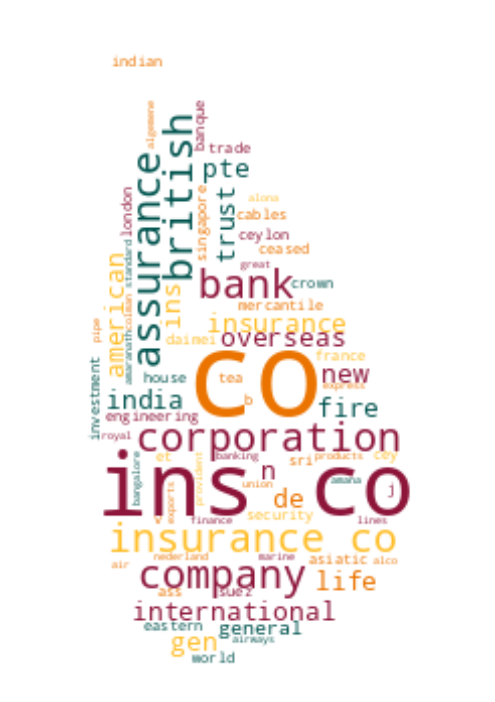 indian
algemene
banque
british
assurance
trade
pte
london
singapore
trust
alona
cables
ceylon
standard
ceased
american
ins
great
bank
crown
mercantile
insurance
pipe
colman
amaranath
daimei
overseas
france
investment
house
co
tea
new
express
india
b
fire
engineering
royal
corporation
bangalore
et
banking
n
sri
products
cey
ins co
exports
provident
union
de
amana
j
v
finance
security
lines
insurance co
nederland
marine
asiatic
alco
air
company
life
ass
suez
international
eastern
general
airways
gen
world